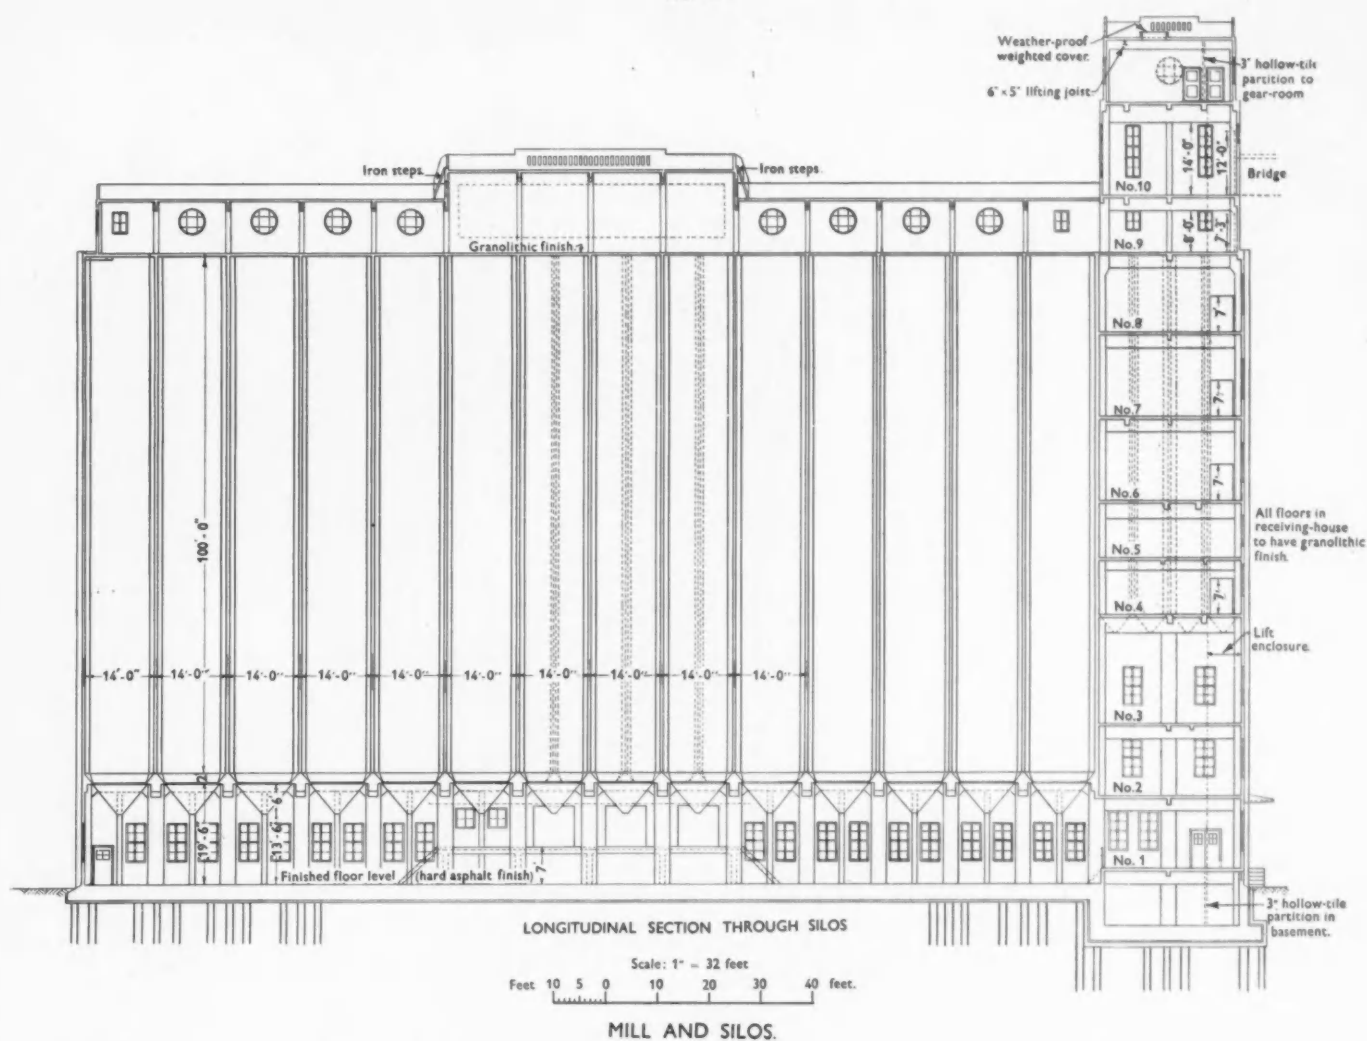 Weather-proof
weighted cover.
6" × 5" lifting joist
3" hollow-tile
partition to
gear-room
Iron steps.
Iron steps.
No.10
14'-0"
12'-0"
Bridge
Granolithic finish.
No.9
8'-0"
7'-3"
No.8
7'
No.7
7'
No.6
7'
All floors in
receiving-house
to have granolithic
finish.
No.5
No.4
7'
100'-0"
Lift
enclosure.
14'-0" 14'-0" 14'-0" 14'-0" 14'-0" 14'-0" 14'-0" 14'-0" 14'-0" 14'-0"
No.3
2'
No.2
19'-6"
6'
13'-6"
No. 1
Finished floor level (hard asphalt finish)
7'
3" hollow-tile
partition in
basement.
LONGITUDINAL SECTION THROUGH SILOS
Scale: 1" = 32 feet
Feet 10 5 0 10 20 30 40 feet.
MILL AND SILOS.